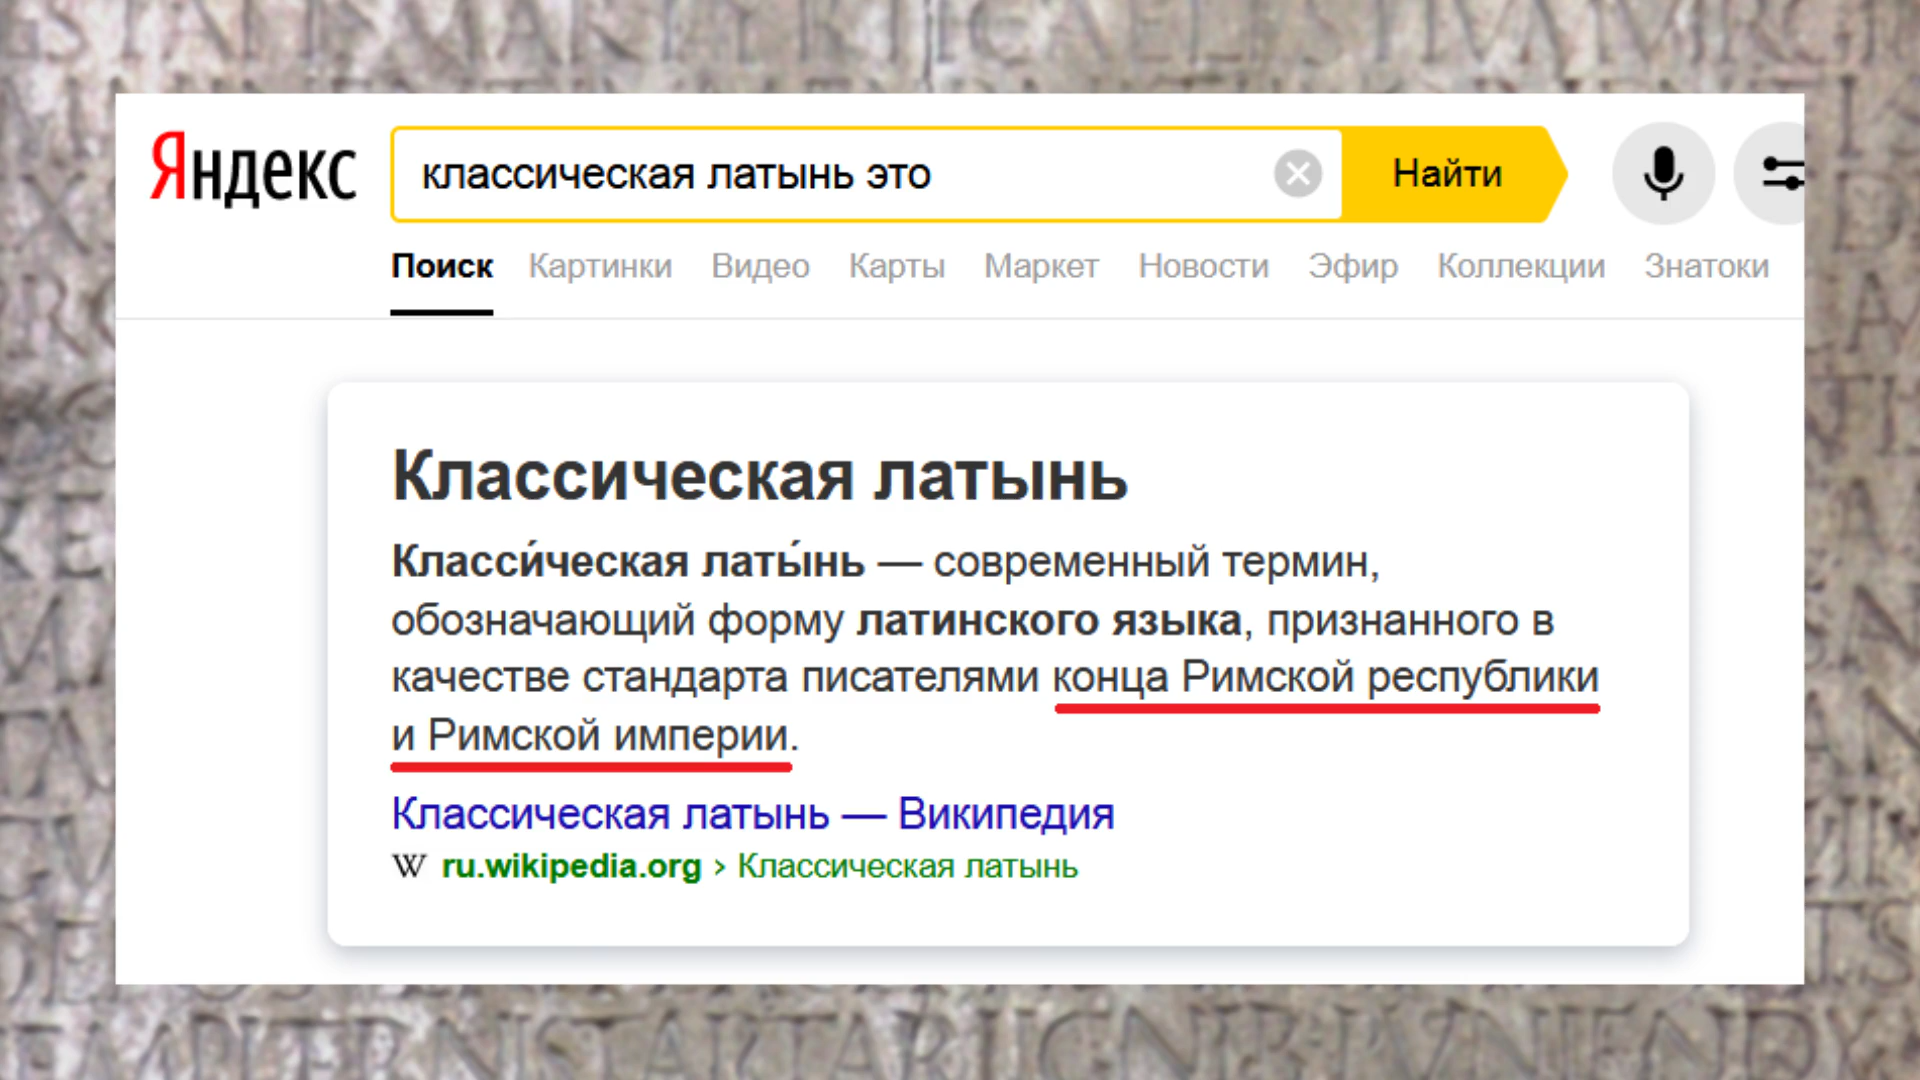 Яндекс
классическая латынь это
Найти
Поиск Картинки Видео Карты Маркет Новости Эфир Коллекции Знатоки
Классическая латынь
Класси́ческая латы́нь — современный термин,
обозначающий форму латинского языка, признанного в
качестве стандарта писателями конца Римской республики
и Римской империи.
Классическая латынь — Википедия
W ru.wikipedia.org › Классическая латынь